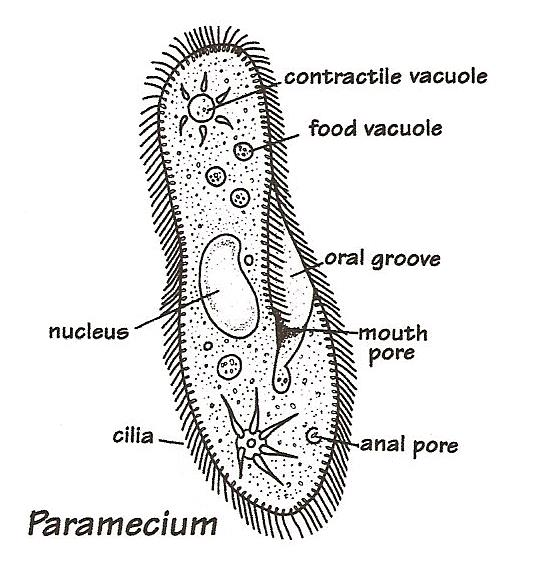 contractile vacuole
food vacuole
oral groove
nucleus
mouth
pore
cilia
anal pore
Paramecium